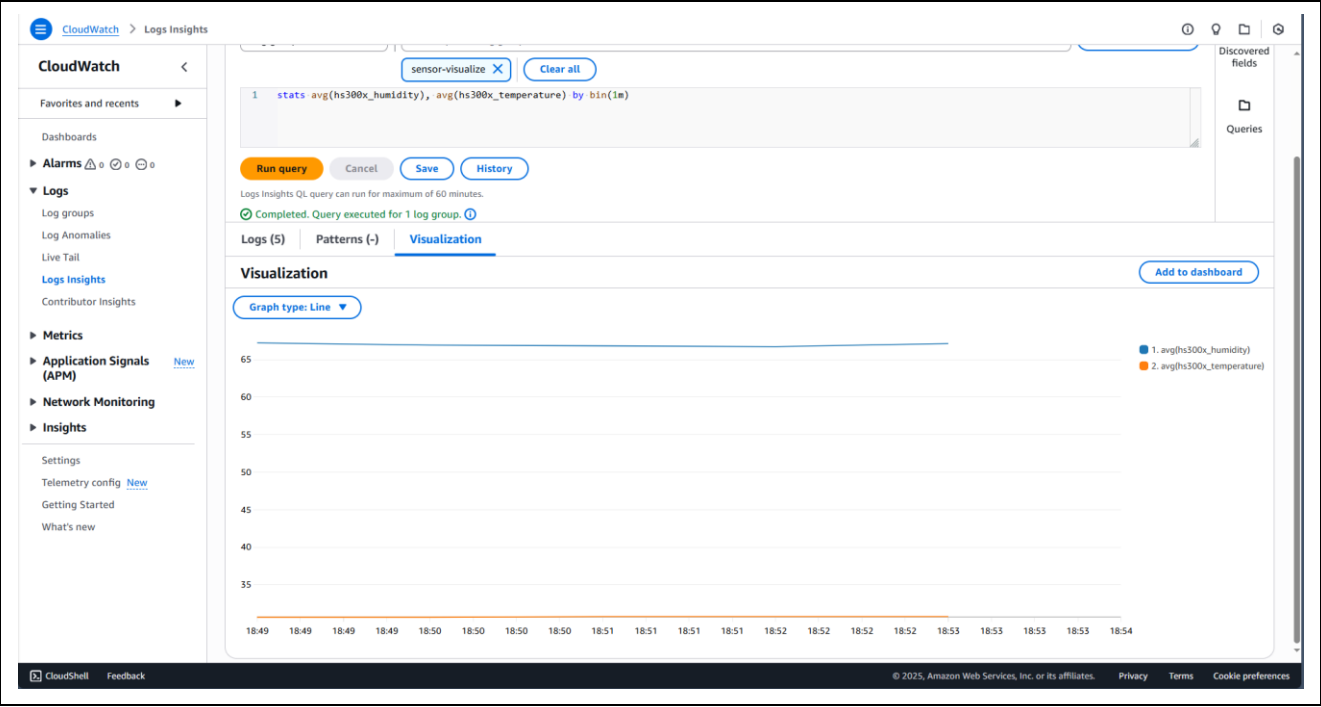 CloudWatch > Logs Insights
CloudWatch
Favorites and recents
Dashboards
Alarms 0 0 0
Logs
Log groups
Log Anomalies
Live Tail
Logs Insights
Contributor Insights
Metrics
Application Signals (APM) New
Network Monitoring
Insights
Settings
Telemetry config New
Getting Started
What's new
sensor-visualize Clear all
1 stats avg(hs300x_humidity), avg(hs300x_temperature) by bin(1m)
Run query Cancel Save History
Logs Insights QL query can run for maximum of 60 minutes.
Completed. Query executed for 1 log group.
Discovered
fields
Queries
Logs (5) Patterns (-) Visualization
Visualization Add to dashboard
Graph type: Line
65
60
55
50
45
40
35
18:49 18:49 18:49 18:49 18:50 18:50 18:50 18:50 18:51 18:51 18:51 18:51 18:52 18:52 18:52 18:52 18:53 18:53 18:53 18:53 18:54
1. avg(hs300x_humidity)
2. avg(hs300x_temperature)
CloudShell Feedback © 2025, Amazon Web Services, Inc. or its affiliates. Privacy Terms Cookie preferences